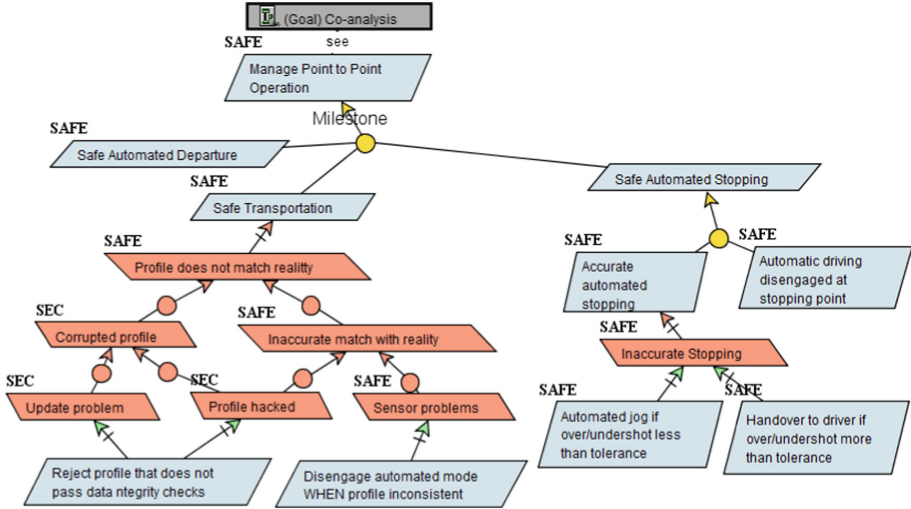 (Goal) Co-analysis
see
SAFE
Manage Point to Point
Operation
Milestone
SAFE
Safe Automated Departure
SAFE
Safe Transportation
Safe Automated Stopping
SAFE
Profile does not match realitty
SAFE
Accurate
automated
stopping
SAFE
Automatic driving
disengaged at
stopping point
SEC
Corrupted profile
SAFE
Inaccurate match with reality
SAFE
Inaccurate Stopping
SEC
Update problem
SEC
Profile hacked
SAFE
Sensor problems
SAFE
Automated jog if
over/undershot less
than tolerance
SAFE
Handover to driver if
over/undershot more
than tolerance
Reject profile that does not
pass data ntegrity checks
Disengage automated mode
WHEN profile inconsistent